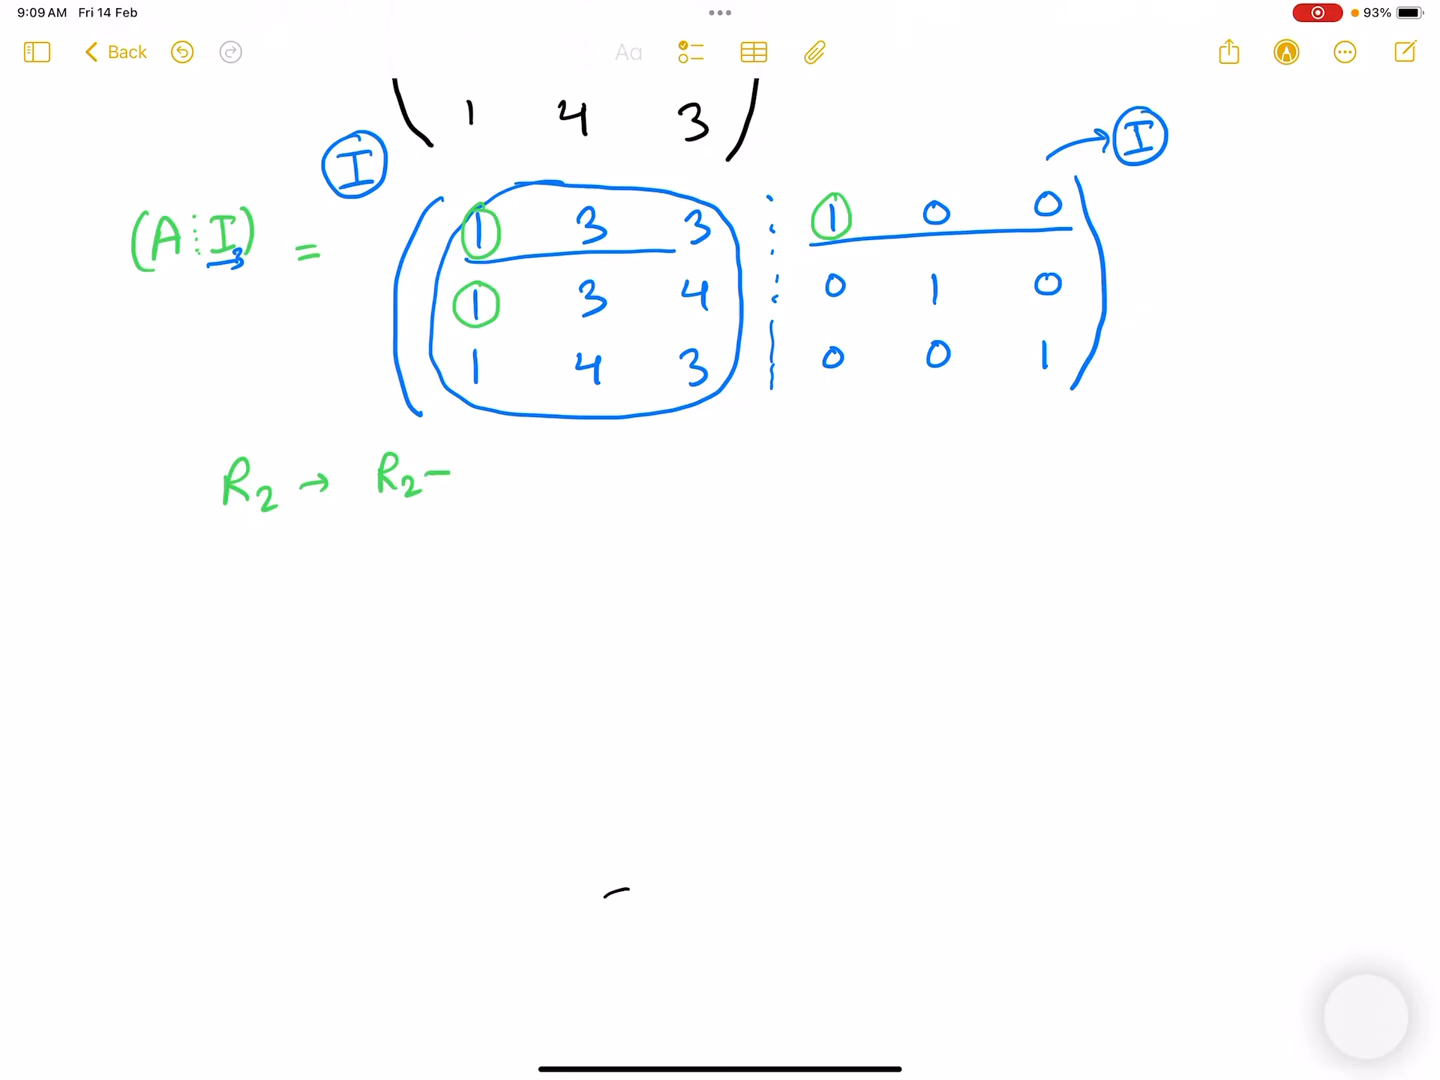 9:09 AM Fri 14 Feb
93%
Back
Aa
1 4 3
I
I
(A ⋮ I₃) = ( 1 3 3 ⋮ 1 0 0
1 3 4 ⋮ 0 1 0
1 4 3 ⋮ 0 0 1 )
R₂ → R₂ −